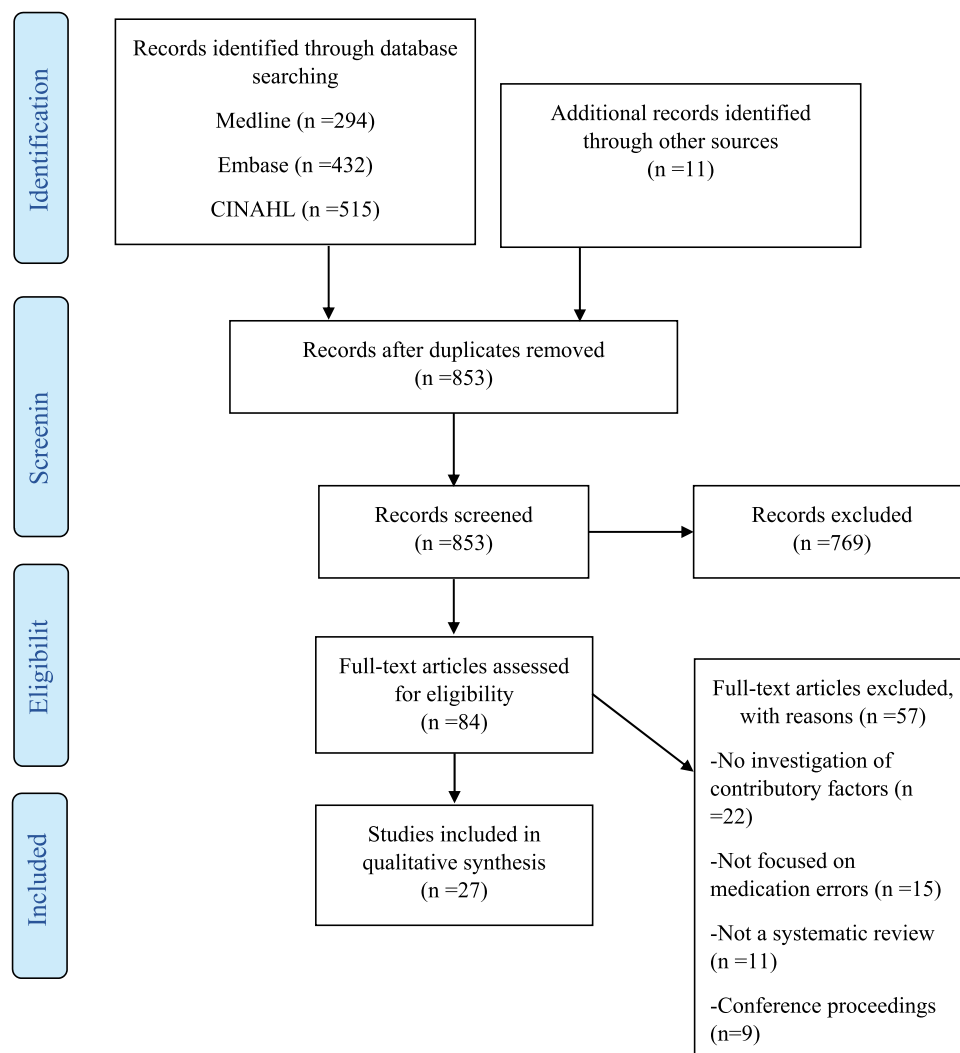 Identification
Records identified through database
searching
Medline (n =294)
Embase (n =432)
CINAHL (n =515)
Additional records identified
through other sources
(n =11)
Screenin
Records after duplicates removed
(n =853)
Records screened
(n =853)
Records excluded
(n =769)
Eligibilit
Full-text articles assessed
for eligibility
(n =84)
Full-text articles excluded,
with reasons (n =57)
-No investigation of
contributory factors (n
=22)
-Not focused on
medication errors (n =15)
-Not a systematic review
(n =11)
-Conference proceedings
(n=9)
Included
Studies included in
qualitative synthesis
(n =27)